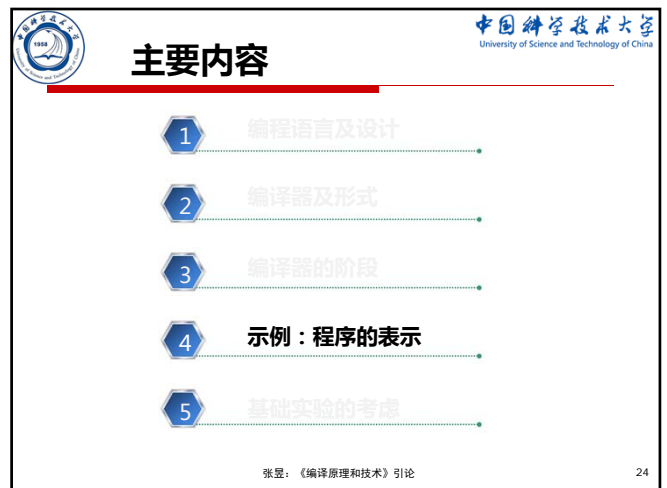 中国科学技术大学
University of Science and Technology of China
1958
主要内容
1 编程语言及设计
2 编译器及形式
3 编译器的阶段
4 示例：程序的表示
5 基础实验的考虑
张昱：《编译原理和技术》引论
24